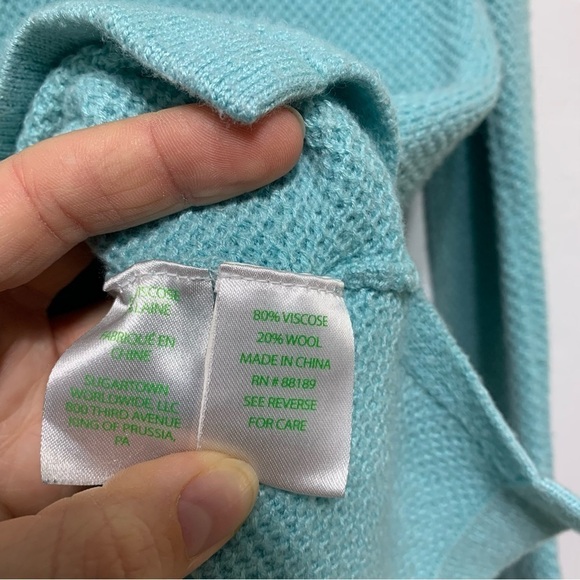 VISCOSE
LAINE
FABRIQUÉ EN
CHINE
SUGARTOWN
WORLDWIDE, LLC
800 THIRD AVENUE
KING OF PRUSSIA,
PA
80% VISCOSE
20% WOOL
MADE IN CHINA
RN # 88189
SEE REVERSE
FOR CARE